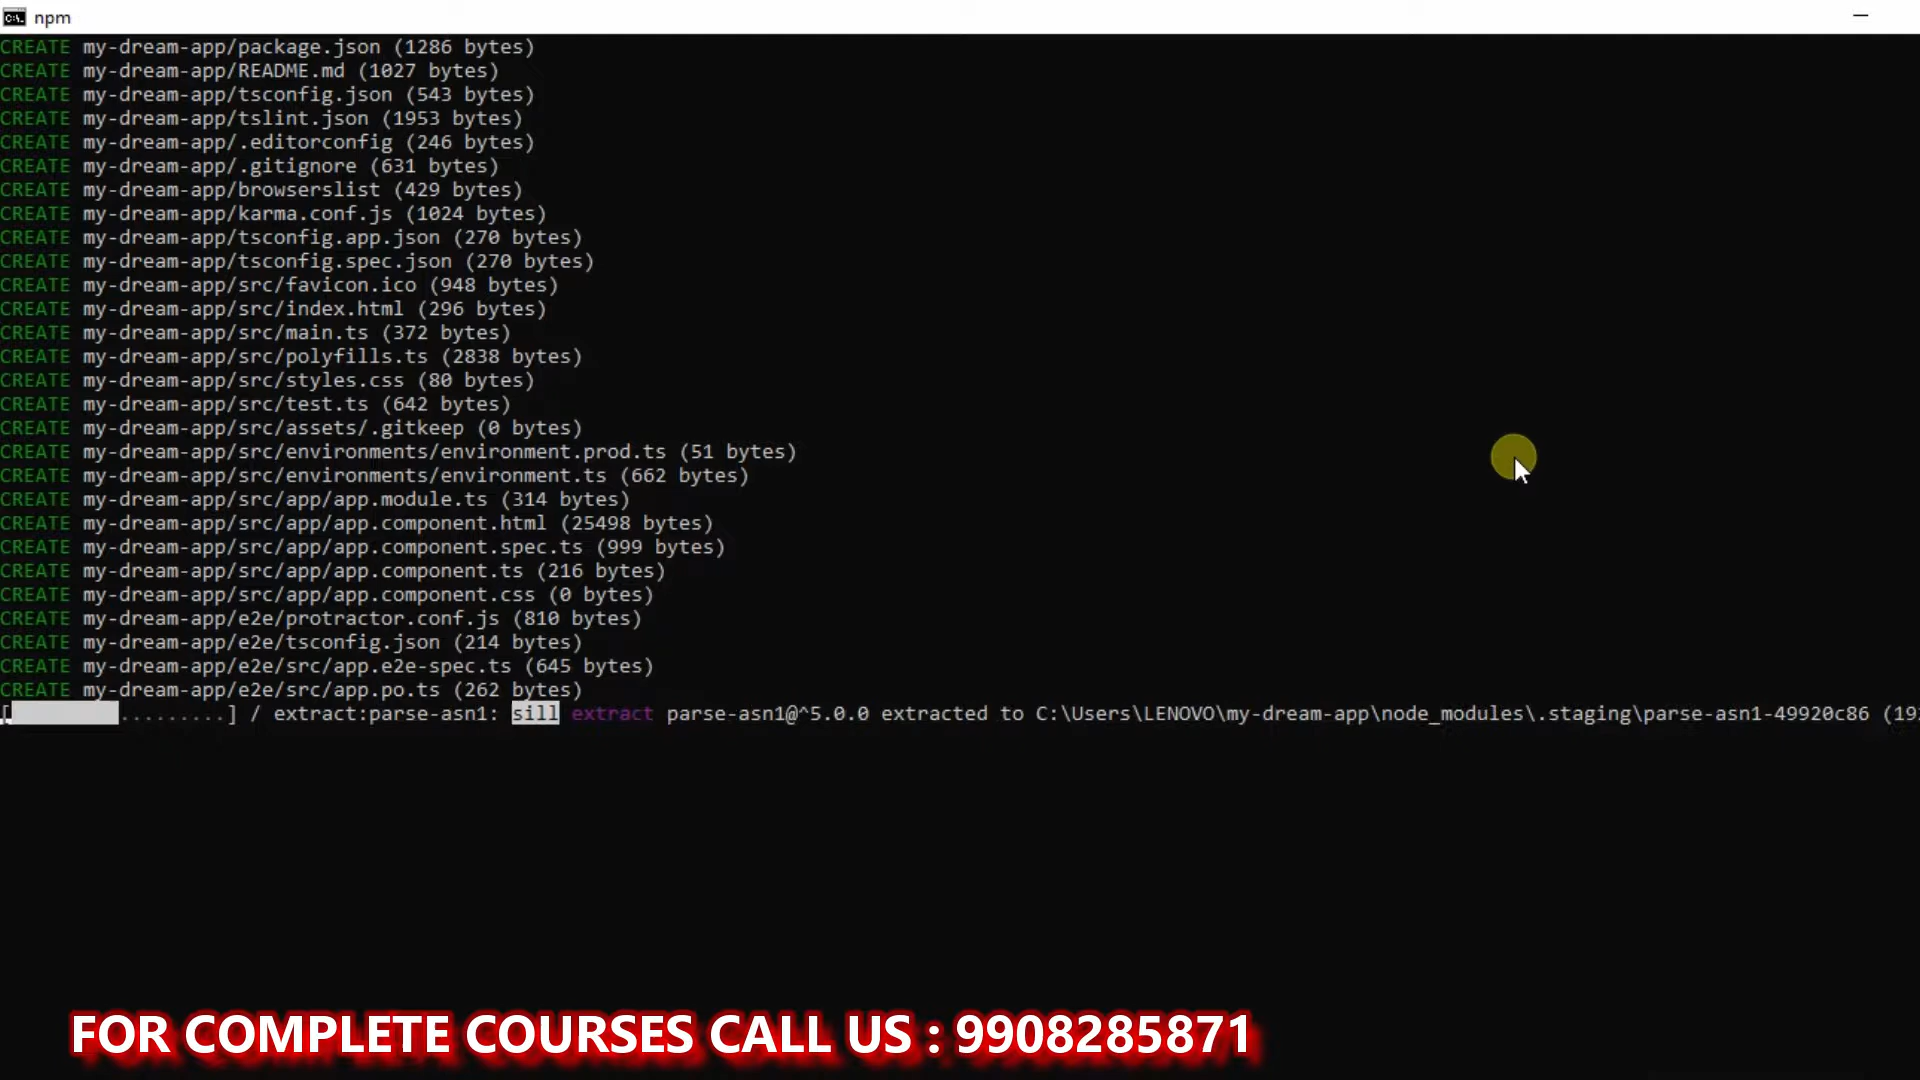 npm
CREATE my-dream-app/package.json (1286 bytes)
CREATE my-dream-app/README.md (1027 bytes)
CREATE my-dream-app/tsconfig.json (543 bytes)
CREATE my-dream-app/tslint.json (1953 bytes)
CREATE my-dream-app/.editorconfig (246 bytes)
CREATE my-dream-app/.gitignore (631 bytes)
CREATE my-dream-app/browserslist (429 bytes)
CREATE my-dream-app/karma.conf.js (1024 bytes)
CREATE my-dream-app/tsconfig.app.json (270 bytes)
CREATE my-dream-app/tsconfig.spec.json (270 bytes)
CREATE my-dream-app/src/favicon.ico (948 bytes)
CREATE my-dream-app/src/index.html (296 bytes)
CREATE my-dream-app/src/main.ts (372 bytes)
CREATE my-dream-app/src/polyfills.ts (2838 bytes)
CREATE my-dream-app/src/styles.css (80 bytes)
CREATE my-dream-app/src/test.ts (642 bytes)
CREATE my-dream-app/src/assets/.gitkeep (0 bytes)
CREATE my-dream-app/src/environments/environment.prod.ts (51 bytes)
CREATE my-dream-app/src/environments/environment.ts (662 bytes)
CREATE my-dream-app/src/app/app.module.ts (314 bytes)
CREATE my-dream-app/src/app/app.component.html (25498 bytes)
CREATE my-dream-app/src/app/app.component.spec.ts (999 bytes)
CREATE my-dream-app/src/app/app.component.ts (216 bytes)
CREATE my-dream-app/src/app/app.component.css (0 bytes)
CREATE my-dream-app/e2e/protractor.conf.js (810 bytes)
CREATE my-dream-app/e2e/tsconfig.json (214 bytes)
CREATE my-dream-app/e2e/src/app.e2e-spec.ts (645 bytes)
CREATE my-dream-app/e2e/src/app.po.ts (262 bytes)
[.........] / extract:parse-asn1: sill extract parse-asn1@^5.0.0 extracted to C:\Users\LENOVO\my-dream-app\node_modules\.staging\parse-asn1-49920c86
FOR COMPLETE COURSES CALL US : 9908285871